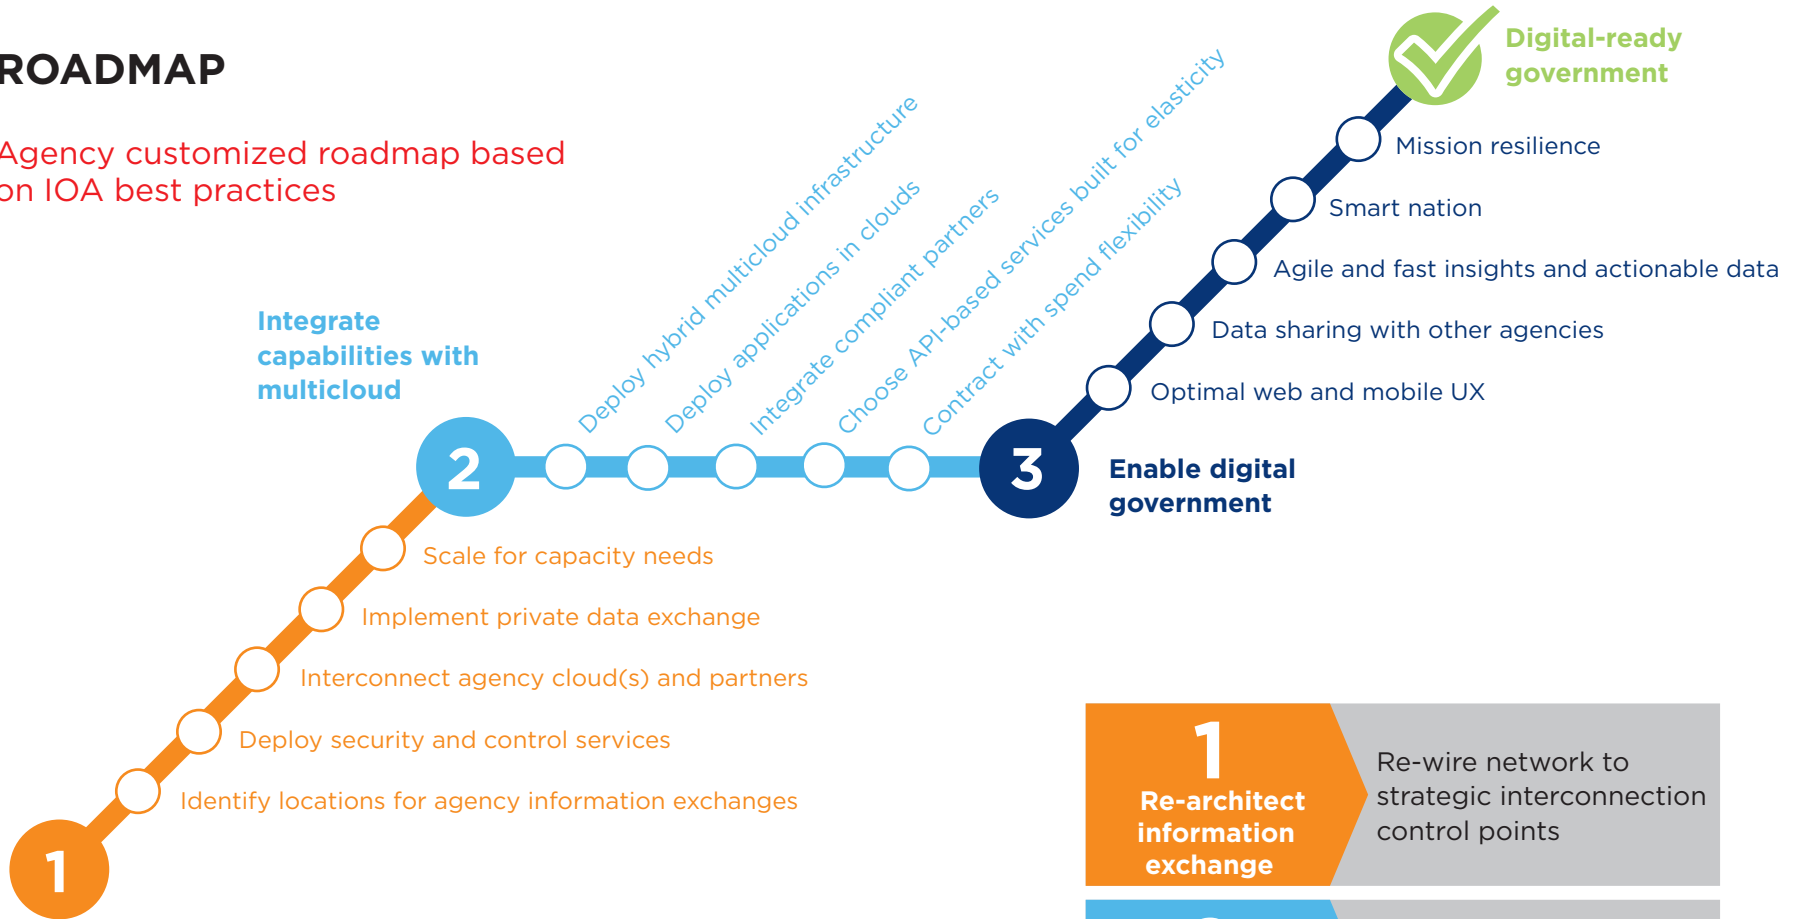 ROADMAP
Agency customized roadmap based
on IOA best practices
Digital-ready
government
Mission resilience
Smart nation
Agile and fast insights and actionable data
Data sharing with other agencies
Optimal web and mobile UX
3
Enable digital
government
Deploy hybrid multicloud infrastructure
Deploy applications in clouds
Integrate compliant partners
Choose API-based services built for elasticity
Contract with spend flexibility
Integrate
capabilities with
multicloud
2
Scale for capacity needs
Implement private data exchange
Interconnect agency cloud(s) and partners
Deploy security and control services
Identify locations for agency information exchanges
1
1
Re-architect
information
exchange
Re-wire network to
strategic interconnection
control points